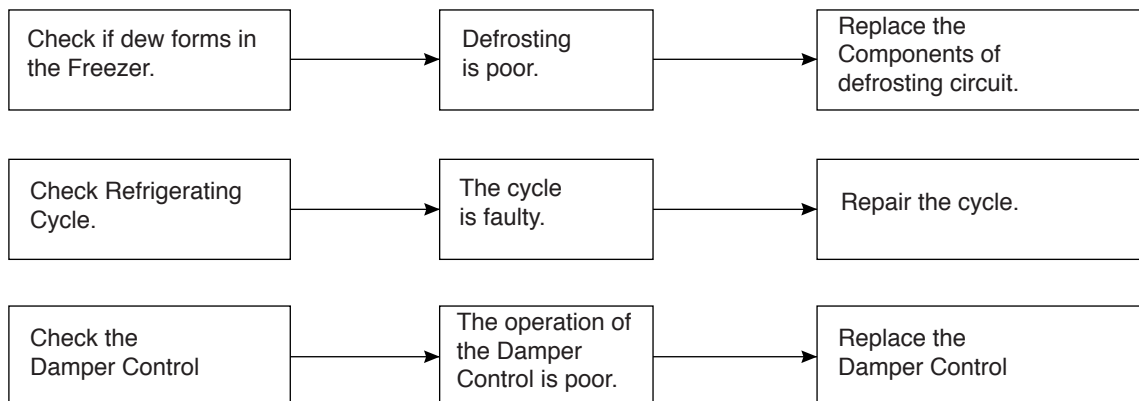 Check if dew forms in
the Freezer.
Defrosting
is poor.
Replace the
Components of
defrosting circuit.
Check Refrigerating
Cycle.
The cycle
is faulty.
Repair the cycle.
Check the
Damper Control
The operation of
the Damper
Control is poor.
Replace the
Damper Control